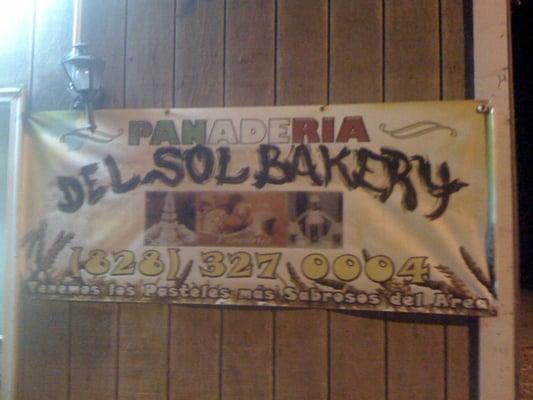 PANADERIA
DEL SOL BAKERY
(828) 327 0004
Tenemos los Pasteles más Sabrosos del Area